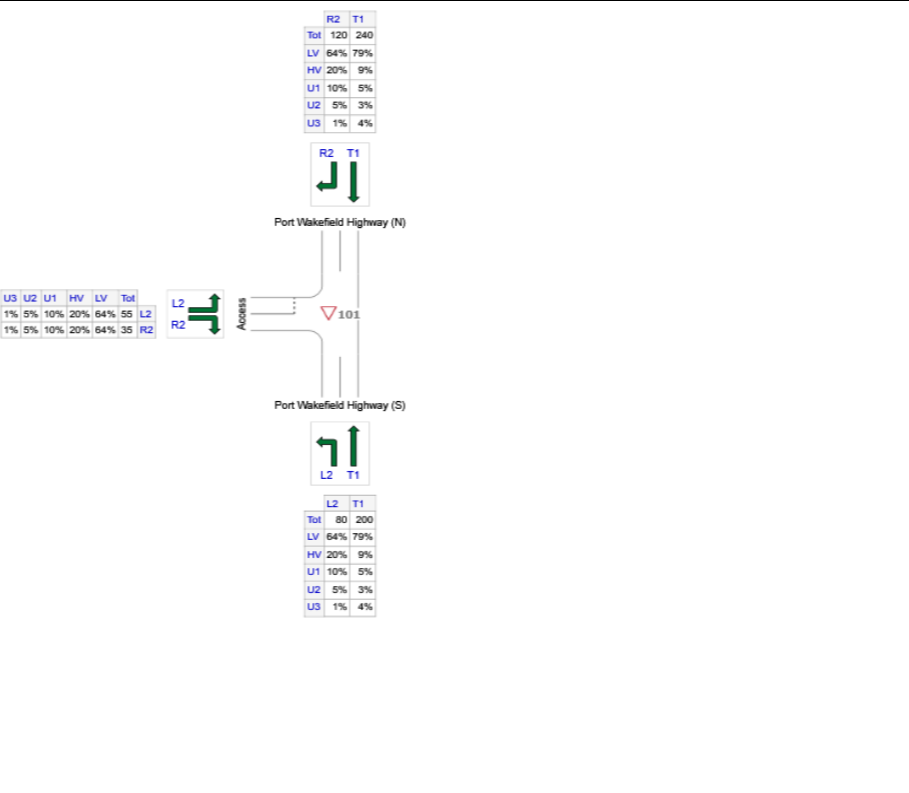 R2 T1
Tot 120 240
LV 64% 79%
HV 20% 9%
U1 10% 5%
U2 5% 3%
U3 1% 4%
R2 T1
Port Wakefield Highway (N)
U3 U2 U1 HV LV Tot
1% 5% 10% 20% 64% 55 L2
1% 5% 10% 20% 64% 35 R2
L2
R2
Access
101
Port Wakefield Highway (S)
L2 T1
L2 T1
Tot 80 200
LV 64% 79%
HV 20% 9%
U1 10% 5%
U2 5% 3%
U3 1% 4%